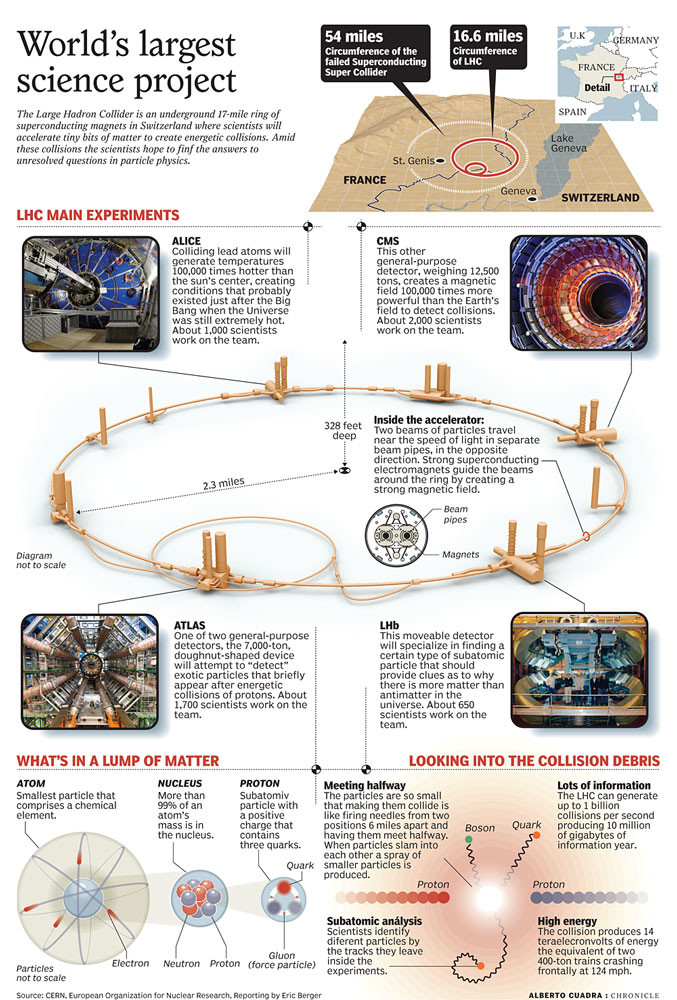 World's largest
science project
The Large Hadron Collider is an underground 17-mile ring of
superconducting magnets in Switzerland where scientists will
accelerate tiny bits of matter to create energetic collisions. Amid
these collisions the scientists hope to finf the answers to
unresolved questions in particle physics.
54 miles
Circumference of the
failed Superconducting
Super Collider
16.6 miles
Circumference
of LHC
U.K
GERMANY
FRANCE
Detail
ITALY
SPAIN
Lake
Geneva
St. Genis
FRANCE
Geneva
SWITZERLAND
LHC MAIN EXPERIMENTS
ALICE
Colliding lead atoms will
generate temperatures
100,000 times hotter than
the sun's center, creating
conditions that probably
existed just after the Big
Bang when the Universe
was still extremely hot.
About 1,000 scientists
work on the team.
CMS
This other
general-purpose
detector, weighing 12,500
tons, creates a magnetic
field 100,000 times more
powerful than the Earth's
field to detect collisions.
About 2,000 scientists
work on the team.
328 feet
deep
2.3 miles
Inside the accelerator:
Two beams of particles travel
near the speed of light in separate
beam pipes, in the opposite
direction. Strong superconducting
electromagnets guide the beams
around the ring by creating a
strong magnetic field.
Beam
pipes
Magnets
Diagram
not to scale
ATLAS
One of two general-purpose
detectors, the 7,000-ton,
doughnut-shaped device
will attempt to "detect"
exotic particles that briefly
appear after energetic
collisions of protons. About
1,700 scientists work on the
team.
LHb
This moveable detector
will specialize in finding a
certain type of subatomic
particle that should
provide clues as to why
there is more matter than
antimatter in the
universe. About 650
scientists work on the
team.
WHAT'S IN A LUMP OF MATTER
ATOM
Smallest particle that
comprises a chemical
element.
NUCLEUS
More than
99% of an
atom's
mass is in
the nucleus.
PROTON
Subatomiv
particle with
a positive
charge that
contains
three quarks.
Quark
Electron
Neutron
Proton
Gluon
(force particle)
Particles
not to scale
LOOKING INTO THE COLLISION DEBRIS
Meeting halfway
The particles are so small
that making them collide is
like firing needles from two
positions 6 miles apart and
having them meet halfway.
When particles slam into
each other a spray of
smaller particles is
produced.
Lots of information
The LHC can generate
up to 1 billion
collisions per second
producing 10 million
of gigabytes of
information year.
Boson
Quark
Proton
Proton
Subatomic análysis
Scientists identify
diferent particles by
the tracks they leave
inside the
experiments.
High energy
The collision produces 14
teraelecronvolts of energy
the equivalent of two
400-ton trains crashing
frontally at 124 mph.
Source: CERN, European Organization for Nuclear Research, Reporting by Eric Berger
ALBERTO CUADRA : CHRONICLE